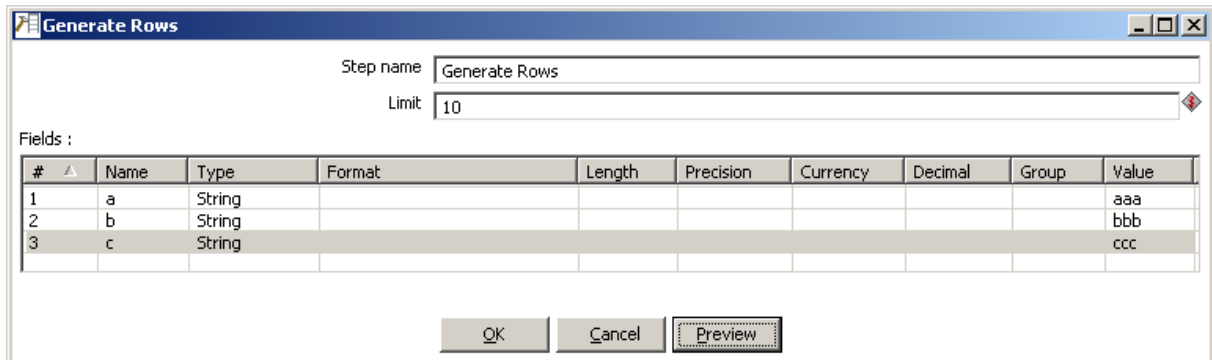 Generate Rows
Step name Generate Rows
Limit 10
Fields :
# Name Type Format Length Precision Currency Decimal Group Value
1 a String aaa
2 b String bbb
3 c String ccc
OK Cancel Preview